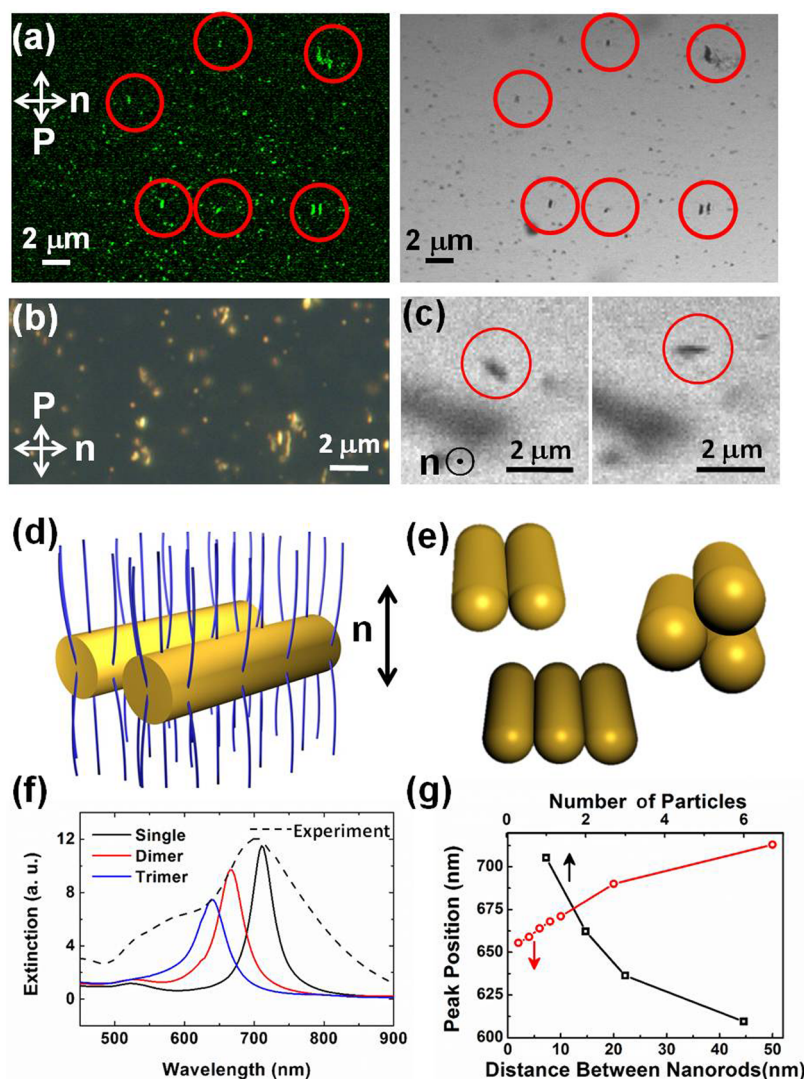 (a)
n
P
2 μm
2 μm
(b)
P
n
2 μm
(c)
n
2 μm
2 μm
(d)
n
(e)
(f)
Extinction (a. u.)
12
8
4
0
Single
Dimer
Trimer
Experiment
500 600 700 800 900
Wavelength (nm)
(g)
Number of Particles
0 2 4 6
Peak Position (nm)
700
675
650
625
600
0 10 20 30 40 50
Distance Between Nanorods(nm)